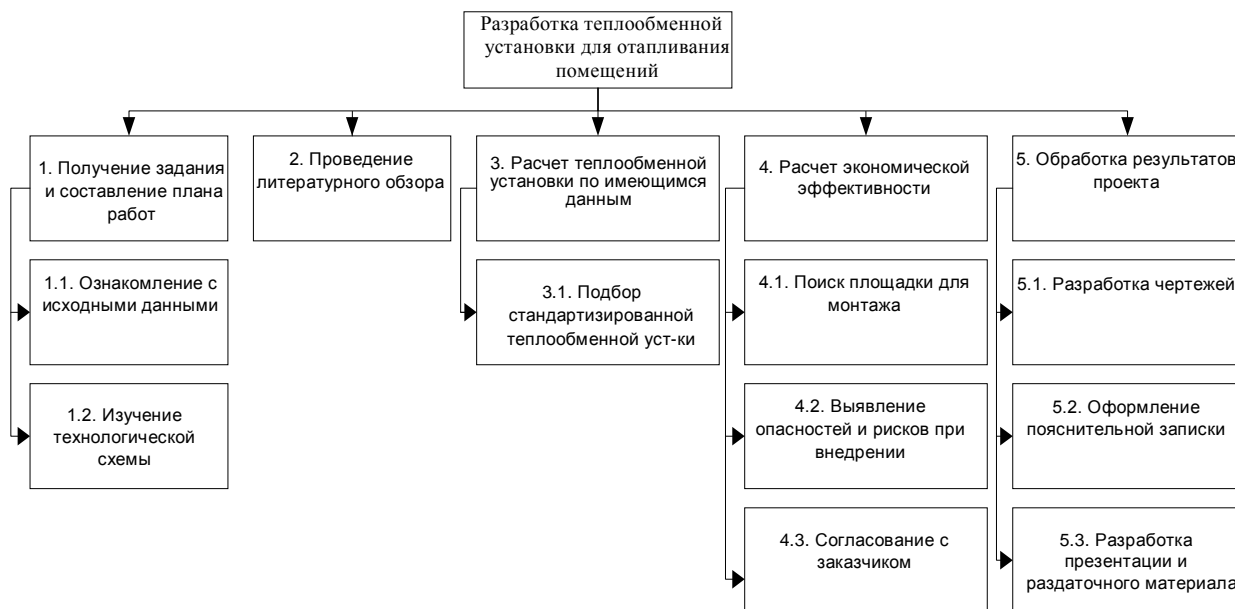 Разработка теплообменной
установки для отапливания
помещений
1. Получение задания
и составление плана
работ
2. Проведение
литературного обзора
3. Расчет теплообменной
установки по имеющимся
данным
4. Расчет экономической
эффективности
5. Обработка результатов
проекта
1.1. Ознакомление с
исходными данными
3.1. Подбор
стандартизированной
теплообменной уст-ки
4.1. Поиск площадки для
монтажа
5.1. Разработка чертежей
1.2. Изучение
технологической
схемы
4.2. Выявление
опасностей и рисков при
внедрении
5.2. Оформление
пояснительной записки
4.3. Согласование с
заказчиком
5.3. Разработка
презентации и
раздаточного материала